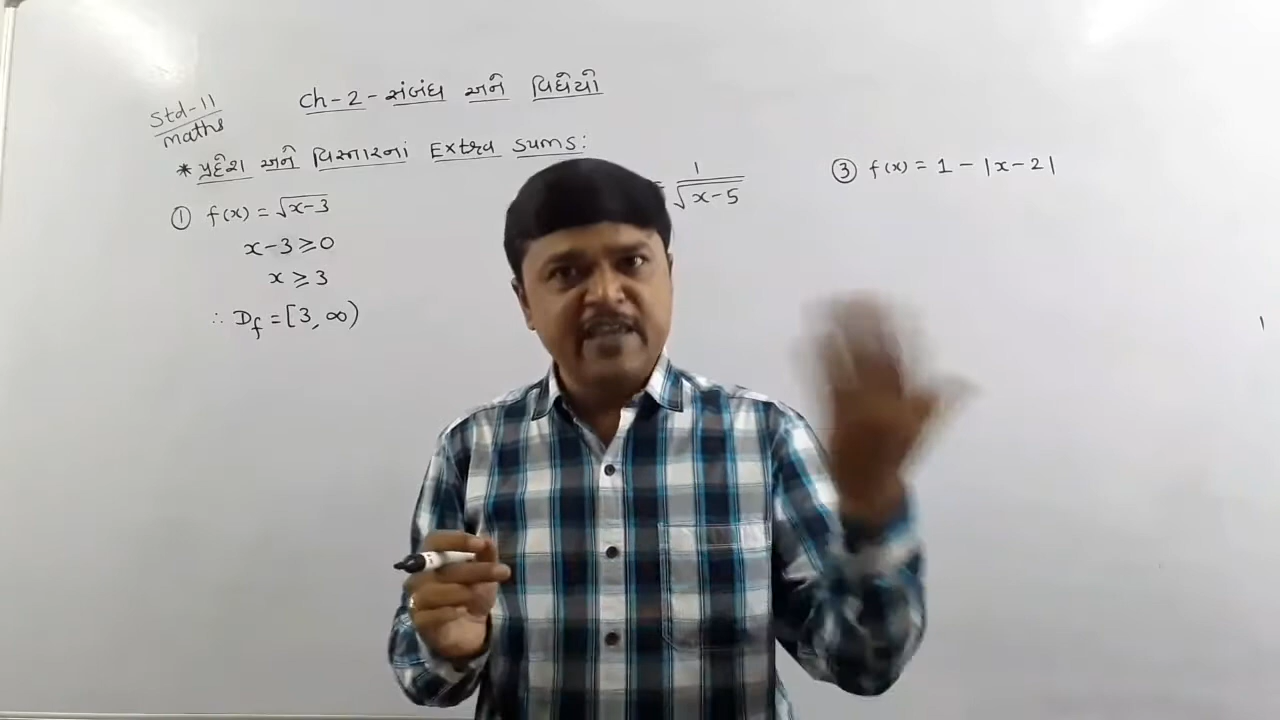 Std-11
maths
Ch-2-સંબંધ અને વિધેયો
* પ્રદેશ અને વિસ્તારનાં Extra sums:
① f(x) = √x-3
x-3 ≥ 0
x ≥ 3
∴ Df = [3, ∞)
= 1/√x-5
③ f(x) = 1 - |x-2|